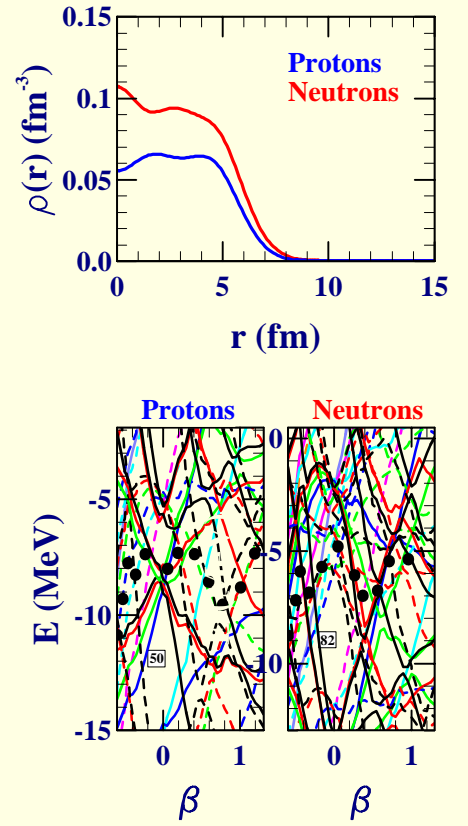 0.15
Protons
Neutrons
0.1
0.05
0.0
ρ(r) (fm⁻³)
0 5 10 15
r (fm)
Protons Neutrons
0
-5 -5
-10 -10
-15
E (MeV)
50 82
0 1 0 1
β β